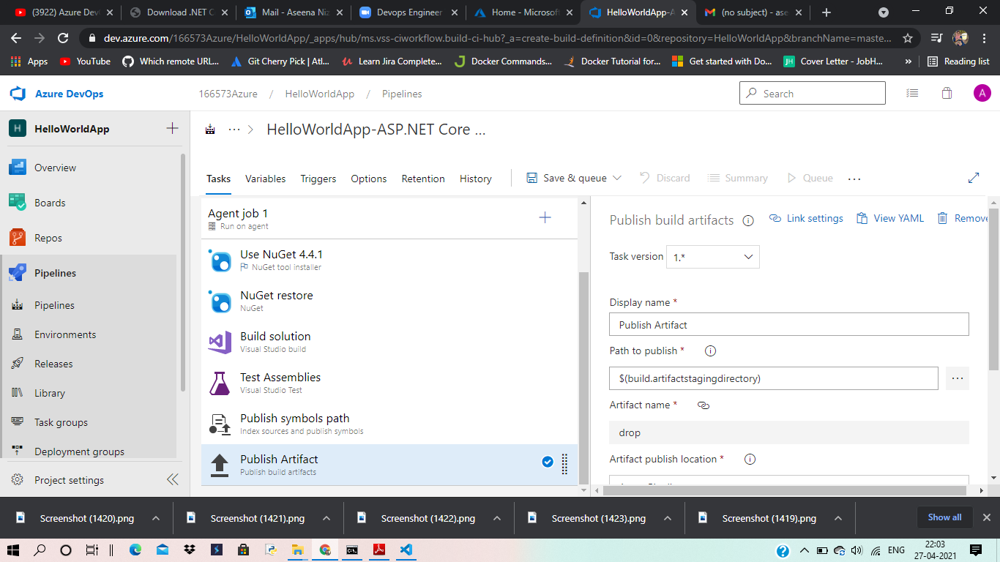 (3922) Azure Dev
Download .NET C
Mail - Aseena Niz
Devops Engineer
Home - Microsoft
HelloWorldApp-A
(no subject) - ase
dev.azure.com/166573Azure/HelloWorldApp/_apps/hub/ms.vss-ciworkflow.build-ci-hub?_a=create-build-definition&id=0&repository=HelloWorldApp&branchName=maste...
Apps
YouTube
Which remote URL...
Git Cherry Pick | Atl...
Learn Jira Complete...
Docker Commands...
Docker Tutorial for...
Get started with Do...
JH
Cover Letter - JobH...
»
Reading list
Azure DevOps
166573Azure / HelloWorldApp / Pipelines
Search
A
H
HelloWorldApp
Overview
Boards
Repos
Pipelines
Pipelines
Environments
Releases
Library
Task groups
Deployment groups
Project settings
HelloWorldApp-ASP.NET Core ...
Tasks
Variables
Triggers
Options
Retention
History
Save & queue
Discard
Summary
Queue
...
Agent job 1
Run on agent
Use NuGet 4.4.1
NuGet tool installer
NuGet restore
NuGet
Build solution
Visual Studio build
Test Assemblies
Visual Studio Test
Publish symbols path
Index sources and publish symbols
Publish Artifact
Publish build artifacts
Publish build artifacts
Link settings
View YAML
Remove
Task version
1.*
Display name *
Publish Artifact
Path to publish *
$(build.artifactstagingdirectory)
...
Artifact name *
drop
Artifact publish location *
Screenshot (1420).png
Screenshot (1421).png
Screenshot (1422).png
Screenshot (1423).png
Screenshot (1419).png
Show all
ENG
22:03
27-04-2021